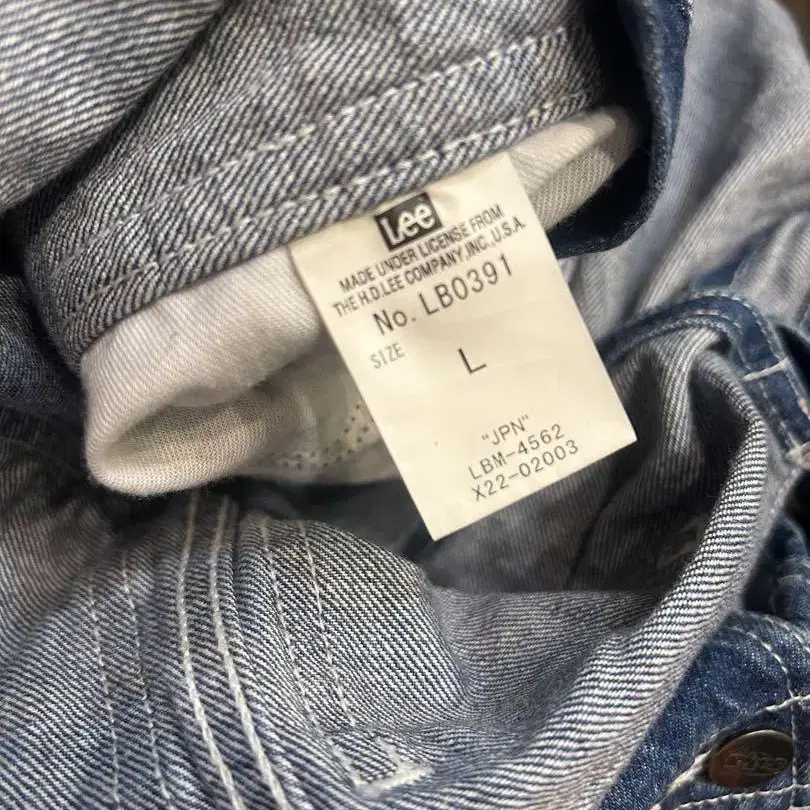 Lee
MADE UNDER LICENSE FROM
THE H.D.LEE COMPANY,INC.,U.S.A.
No. LB0391
SIZE
L
"JPN"
LBM-4562
X22-02003